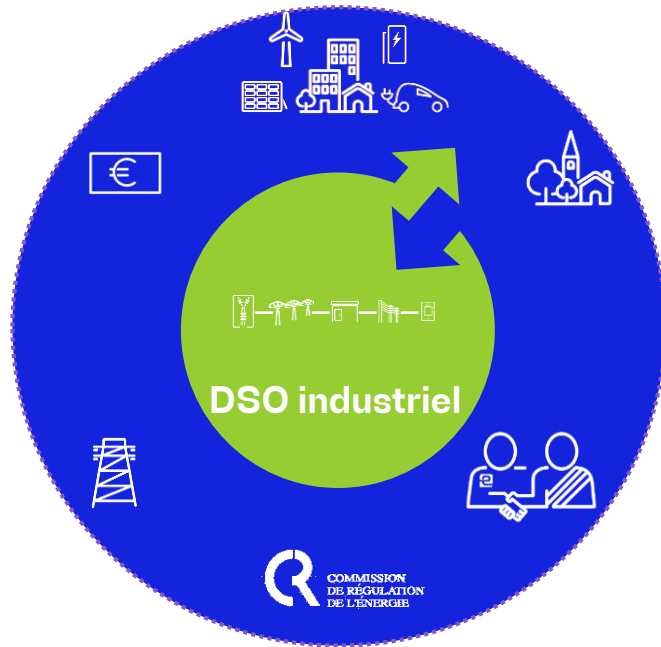 €
DSO industriel
COMMISSION
DE RÉGULATION
DE L'ÉNERGIE